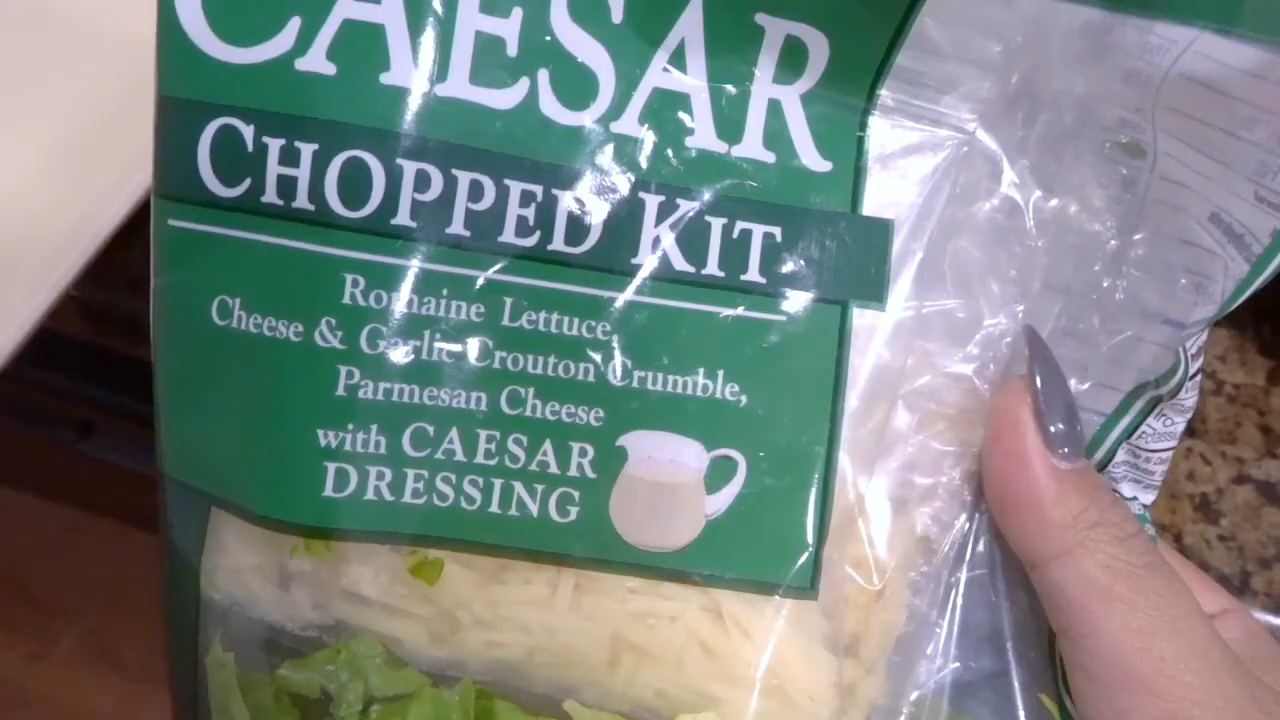 CAESAR
CHOPPED KIT
Romaine Lettuce,
Cheese & Garlic Crouton Crumble,
Parmesan Cheese
with CAESAR
DRESSING